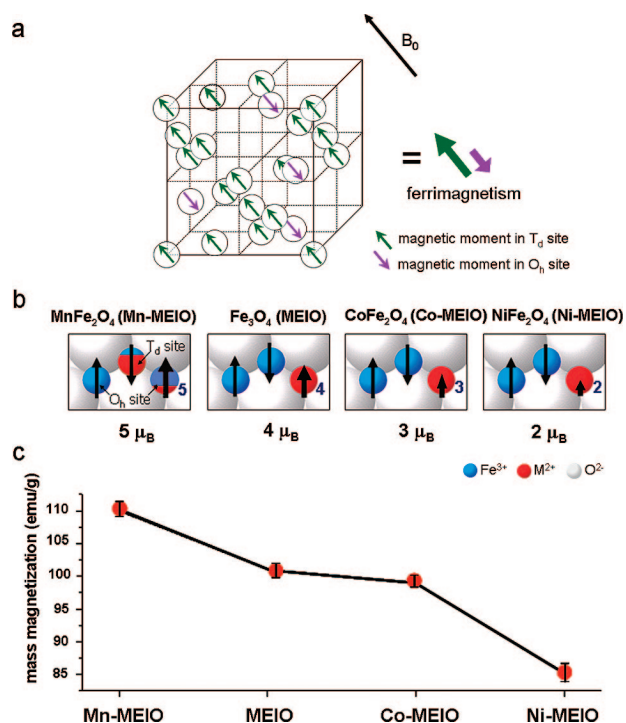 a
B₀
=
ferrimagnetism
magnetic moment in Td site
magnetic moment in Oh site
b
MnFe₂O₄ (Mn-MEIO) Fe₃O₄ (MEIO) CoFe₂O₄ (Co-MEIO) NiFe₂O₄ (Ni-MEIO)
Td site
Oh site
5 4 3 2
5 μB 4 μB 3 μB 2 μB
c
Fe³⁺ M²⁺ O²⁻
mass magnetization (emu/g)
110
100
95
90
85
Mn-MEIO MEIO Co-MEIO Ni-MEIO